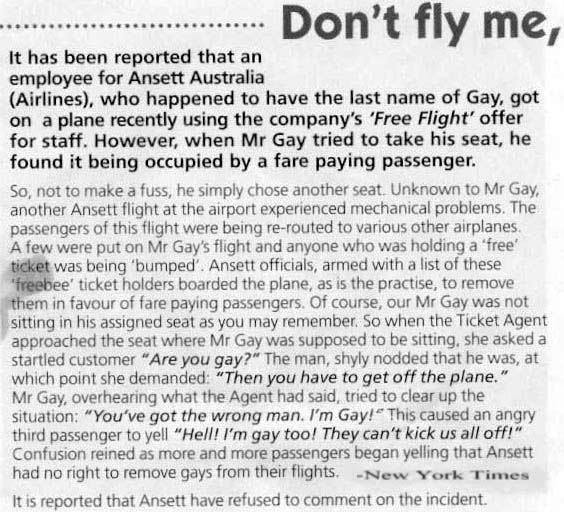 Don't fly me,
It has been reported that an
employee for Ansett Australia
(Airlines), who happened to have the last name of Gay, got
on a plane recently using the company's 'Free Flight' offer
for staff. However, when Mr Gay tried to take his seat, he
found it being occupied by a fare paying passenger.
So, not to make a fuss, he simply chose another seat. Unknown to Mr Gay,
another Ansett flight at the airport experienced mechanical problems. The
passengers of this flight were being re-routed to various other airplanes.
A few were put on Mr Gay's flight and anyone who was holding a 'free'
ticket was being 'bumped'. Ansett officials, armed with a list of these
'freebee' ticket holders boarded the plane, as is the practise, to remove
them in favour of fare paying passengers. Of course, our Mr Gay was not
sitting in his assigned seat as you may remember. So when the Ticket Agent
approached the seat where Mr Gay was supposed to be sitting, she asked a
startled customer "Are you gay?" The man, shyly nodded that he was, at
which point she demanded: "Then you have to get off the plane."
Mr Gay, overhearing what the Agent had said, tried to clear up the
situation: "You've got the wrong man. I'm Gay!" This caused an angry
third passenger to yell "Hell! I'm gay too! They can't kick us all off!"
Confusion reined as more and more passengers began yelling that Ansett
had no right to remove gays from their flights. -New York Times
It is reported that Ansett have refused to comment on the incident.